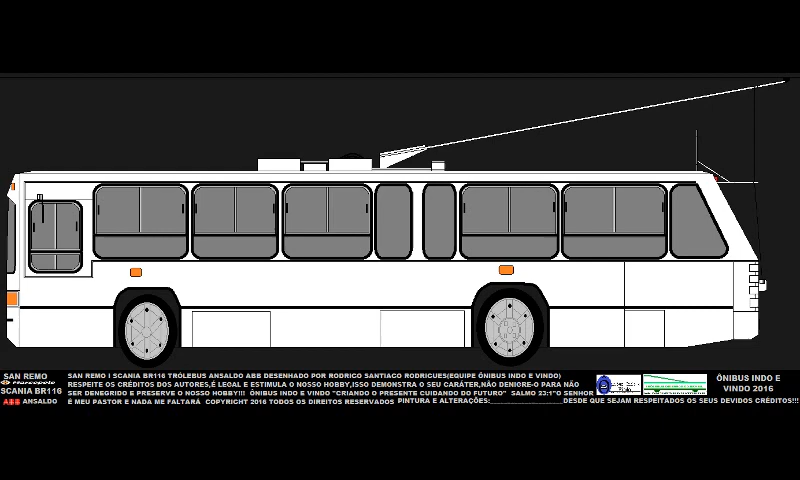 SAN REMO
Marcopolo
SCANIA BR116
ABB ANSALDO
SAN REMO I SCANIA BR116 TRÓLEBUS ANSALDO ABB DESENHADO POR RODRIGO SANTIAGO RODRIGUES(EQUIPE ÔNIBUS INDO E VINDO)
RESPEITE OS CRÉDITOS DOS AUTORES,É LEGAL E ESTIMULA O NOSSO HOBBY,ISSO DEMONSTRA O SEU CARÁTER,NÃO DENIORE-O PARA NÃO
SER DENEGRIDO E PRESERVE O NOSSO HOBBY!!! ÔNIBUS INDO E VINDO "CRIANDO O PRESENTE CUIDANDO DO FUTURO" SALMO 23:1"O SENHOR
É MEU PASTOR E NADA ME FALTARÁ COPYRIGHT 2016 TODOS OS DIREITOS RESERVADOS PINTURA E ALTERAÇÕES:____________________DESDE QUE SEJAM RESPEITADOS OS SEUS DEVIDOS CRÉDITOS!!!
ÔNIBUS INDO E
VINDO 2016